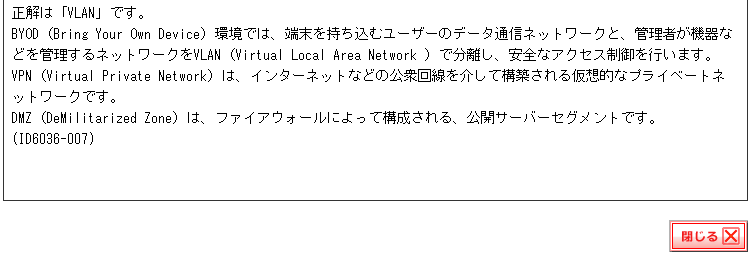 正解は「VLAN」です。
BYOD (Bring Your Own Device) 環境では、端末を持ち込むユーザーのデータ通信ネットワークと、管理者が機器な
どを管理するネットワークをVLAN (Virtual Local Area Network ) で分離し、安全なアクセス制御を行います。
VPN (Virtual Private Network) は、インターネットなどの公衆回線を介して構築される仮想的なプライベートネ
ットワークです。
DMZ (DeMilitarized Zone) は、ファイアウォールによって構成される、公開サーバーセグメントです。
(ID6036-007)
閉じる